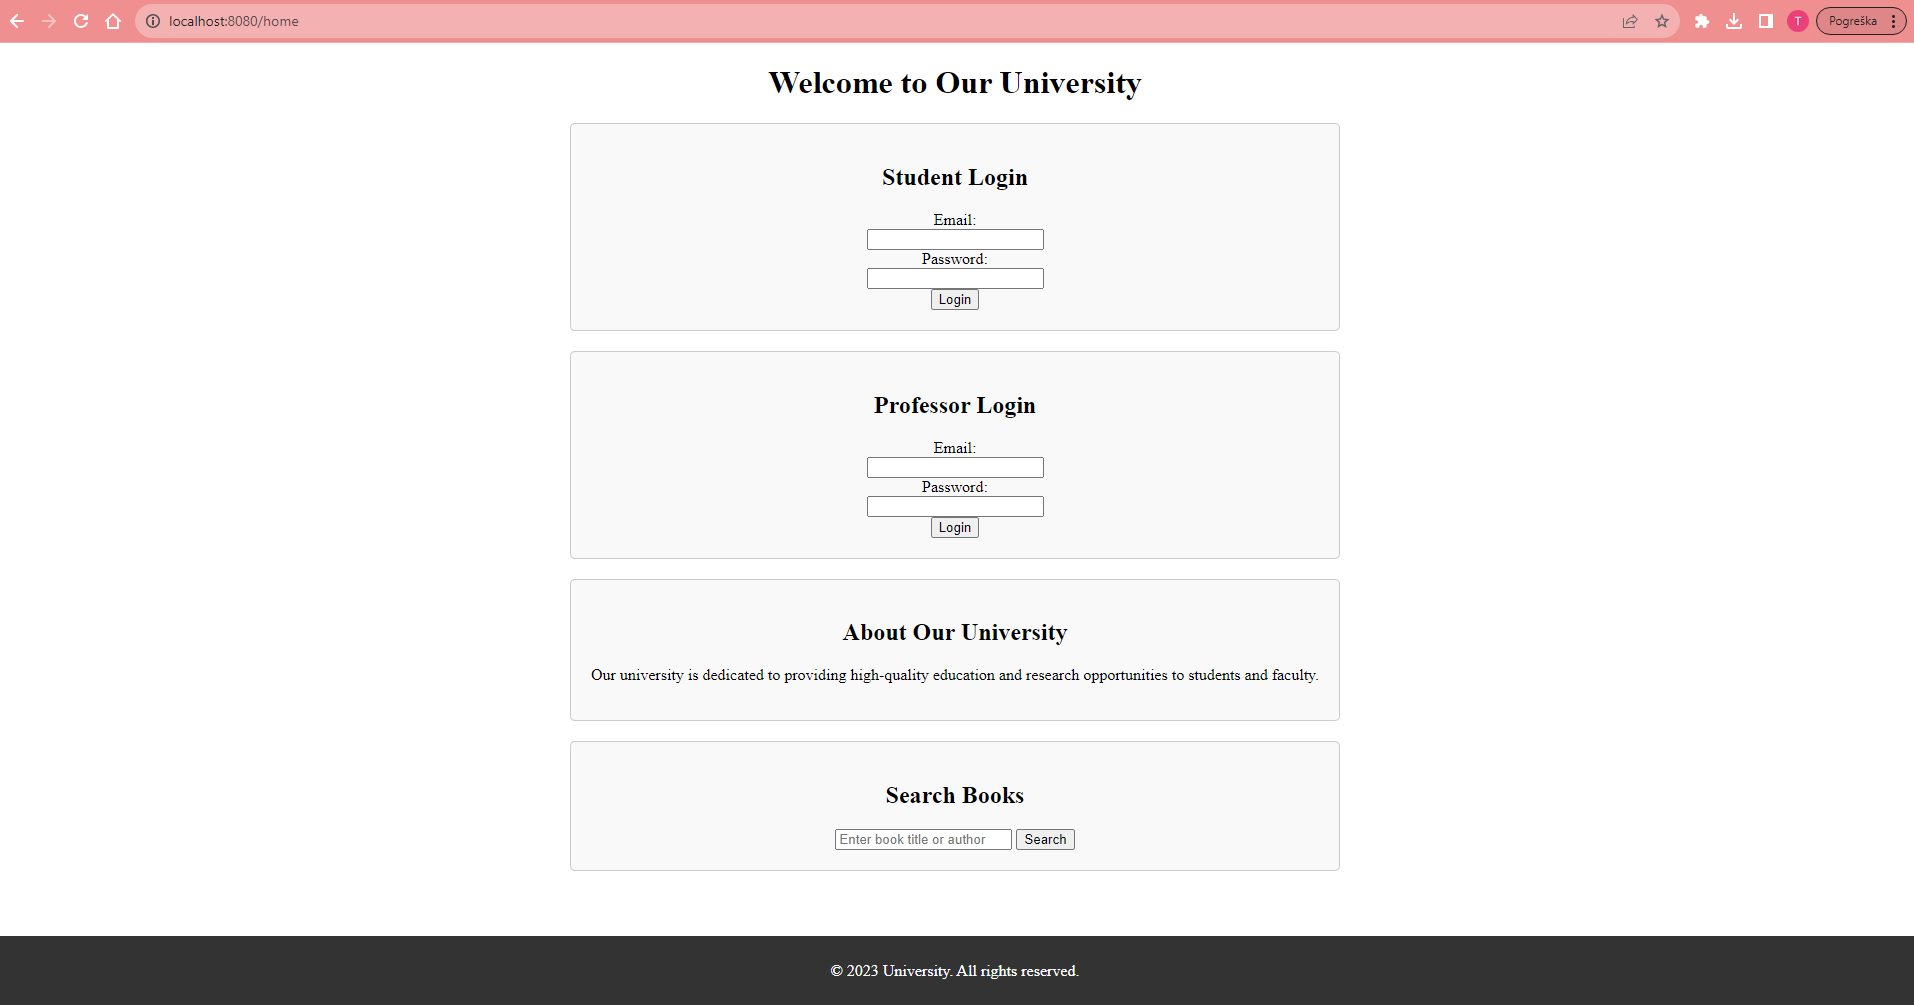 localhost:8080/home
T
Pogreška
Welcome to Our University
Student Login
Email:
Password:
Login
Professor Login
Email:
Password:
Login
About Our University
Our university is dedicated to providing high-quality education and research opportunities to students and faculty.
Search Books
Enter book title or author Search
© 2023 University. All rights reserved.